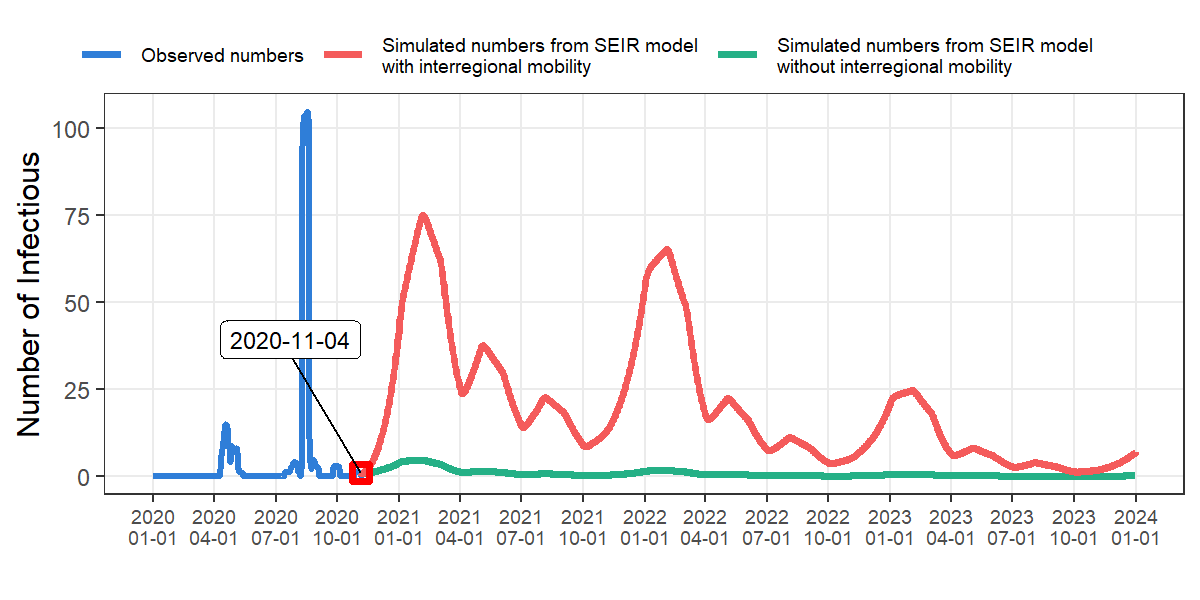 Observed numbers
Simulated numbers from SEIR model
with interregional mobility
Simulated numbers from SEIR model
without interregional mobility
Number of Infectious
100
75
50
25
0
2020-11-04
2020 2020 2020 2020 2021 2021 2021 2021 2022 2022 2022 2022 2023 2023 2023 2023 2024
01-01 04-01 07-01 10-01 01-01 04-01 07-01 10-01 01-01 04-01 07-01 10-01 01-01 04-01 07-01 10-01 01-01